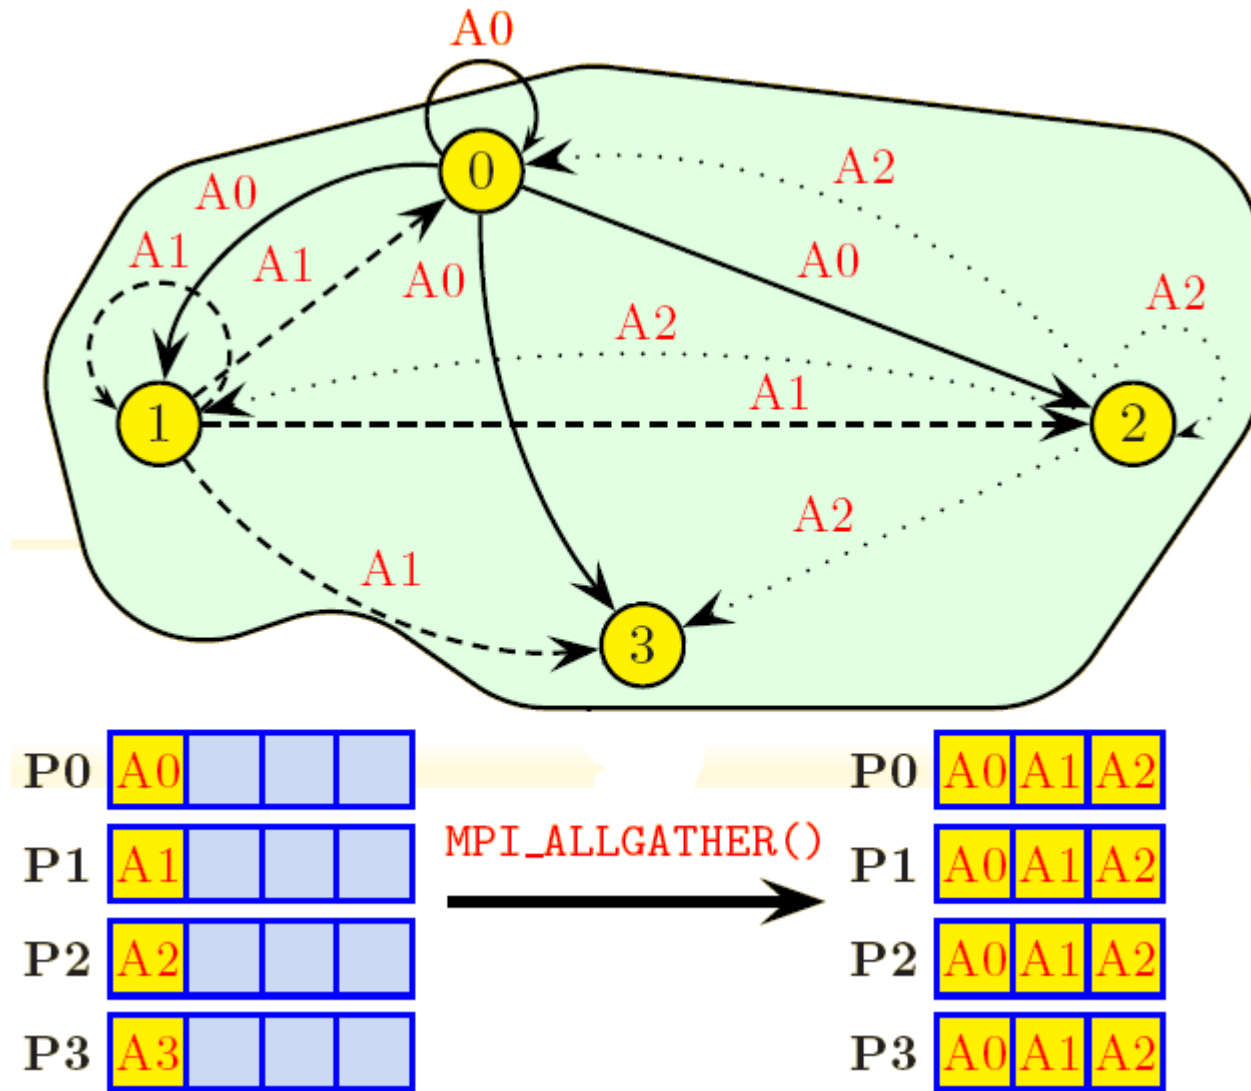 A0
0
A2
A0
A1
A1
A0
A0
A2
A2
1
A1
2
A2
A1
3
P0 A0
P0 A0 A1 A2
P1 A1
MPI_ALLGATHER()
P1 A0 A1 A2
P2 A2
P2 A0 A1 A2
P3 A3
P3 A0 A1 A2